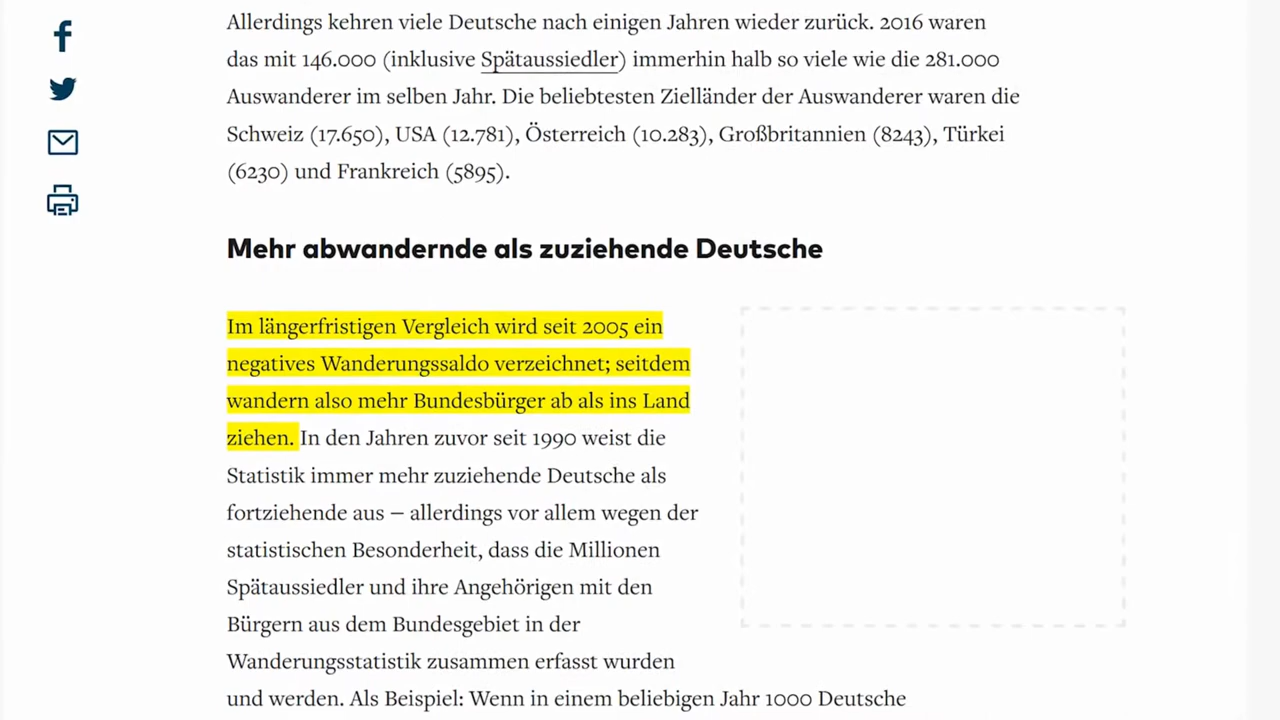 Allerdings kehren viele Deutsche nach einigen Jahren wieder zurück. 2016 waren
das mit 146.000 (inklusive Spätaussiedler) immerhin halb so viele wie die 281.000
Auswanderer im selben Jahr. Die beliebtesten Zielländer der Auswanderer waren die
Schweiz (17.650), USA (12.781), Österreich (10.283), Großbritannien (8243), Türkei
(6230) und Frankreich (5895).
Mehr abwandernde als zuziehende Deutsche
Im längerfristigen Vergleich wird seit 2005 ein
negatives Wanderungssaldo verzeichnet; seitdem
wandern also mehr Bundesbürger ab als ins Land
ziehen. In den Jahren zuvor seit 1990 weist die
Statistik immer mehr zuziehende Deutsche als
fortziehende aus – allerdings vor allem wegen der
statistischen Besonderheit, dass die Millionen
Spätaussiedler und ihre Angehörigen mit den
Bürgern aus dem Bundesgebiet in der
Wanderungsstatistik zusammen erfasst wurden
und werden. Als Beispiel: Wenn in einem beliebigen Jahr 1000 Deutsche